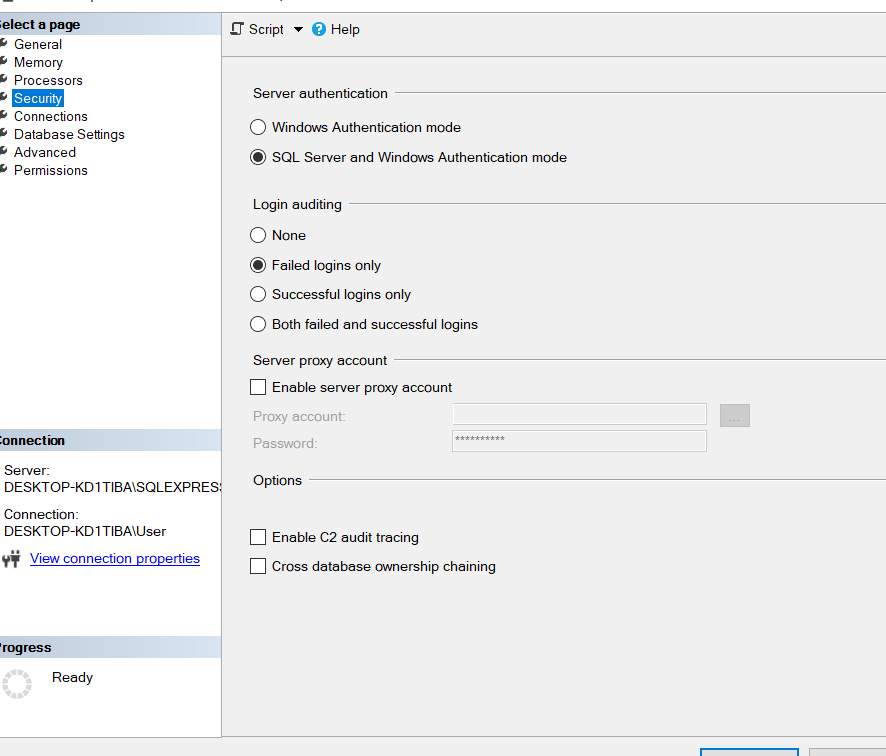 Select a page
General
Memory
Processors
Security
Connections
Database Settings
Advanced
Permissions
Connection
Server:
DESKTOP-KD1TIBA\SQLEXPRESS
Connection:
DESKTOP-KD1TIBA\User
View connection properties
Progress
Ready
Script
Help
Server authentication
Windows Authentication mode
SQL Server and Windows Authentication mode
Login auditing
None
Failed logins only
Successful logins only
Both failed and successful logins
Server proxy account
Enable server proxy account
Proxy account:
...
Password:
**********
Options
Enable C2 audit tracing
Cross database ownership chaining